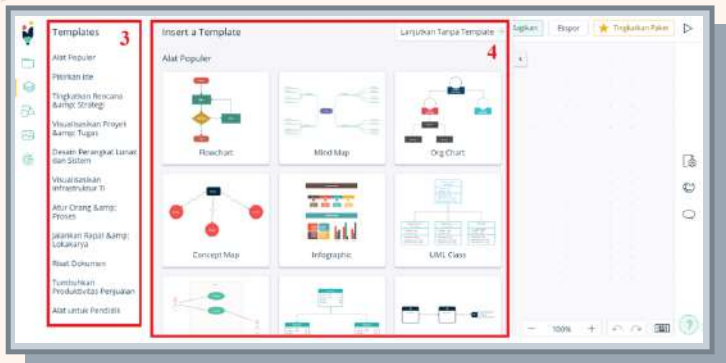 Templates
3
Alat Populer
Pikirkan Ide
Tingkatkan Rencana
&amp; Strategi
Visualisasikan Proyek
&amp; Tugas
Desain Perangkat Lunak
dan Sistem
Visualisasikan
Infrastruktur TI
Atur Orang &amp;
Proses
Jalankan Rapat &amp;
Lokakarya
Riset Dokumen
Tumbuhkan
Produktivitas Penjualan
Alat untuk Pendidik
Insert a Template
Lanjutkan Tanpa Template
4
Alat Populer
Flowchart
Mind Map
Org Chart
Concept Map
Infographic
UML Class
Bagikan
Ekspor
Tingkatkan Paket
100%